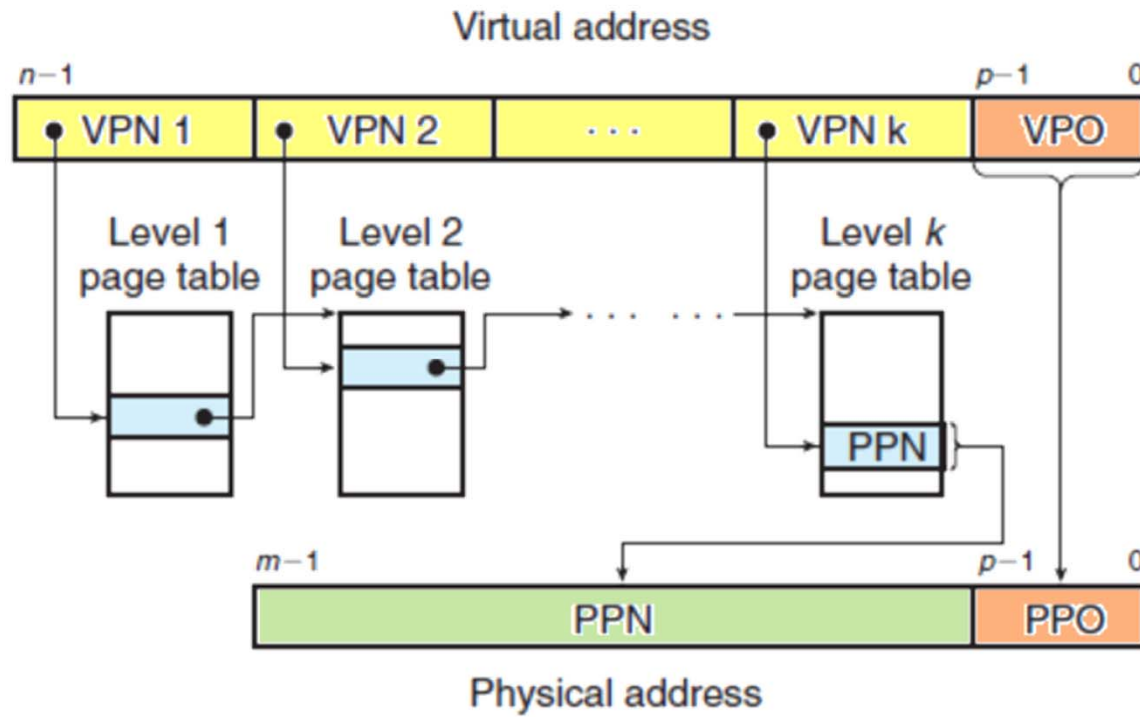 Virtual address
n−1 p−1 0
VPN 1 VPN 2 · · · VPN k VPO
Level 1 Level 2 Level k
page table page table page table
· · · · · ·
PPN
m−1 p−1 0
PPN PPO
Physical address